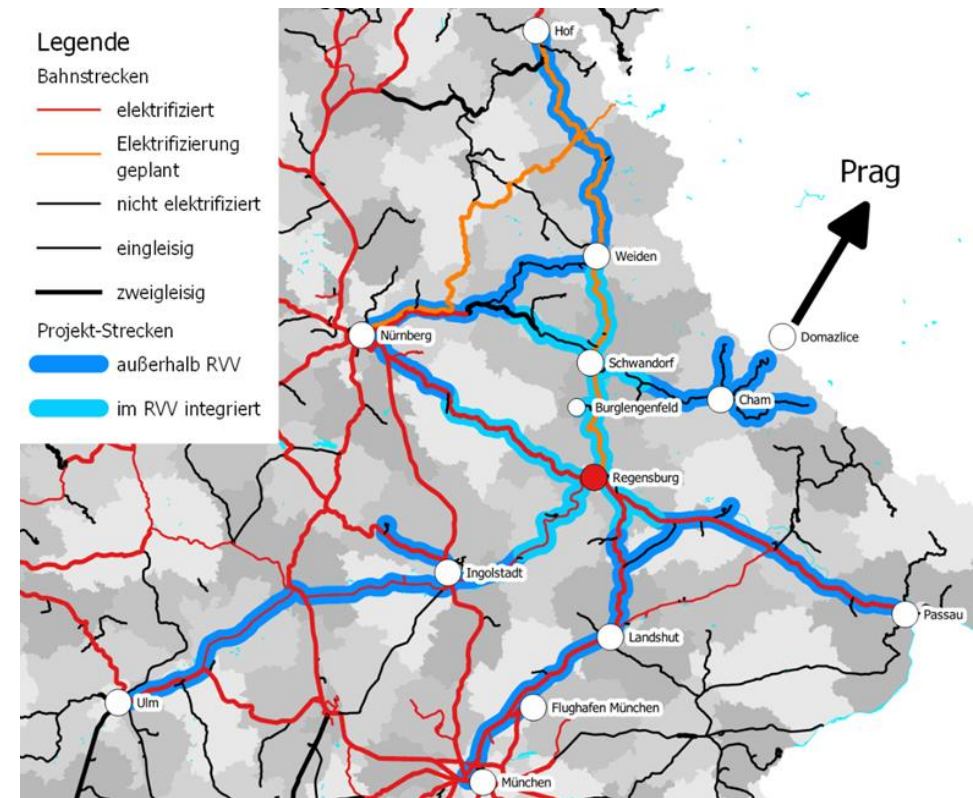 Legende
Bahnstrecken
elektrifiziert
Elektrifizierung
geplant
nicht elektrifiziert
eingleisig
zweigleisig
Projekt-Strecken
außerhalb RVV
im RVV integriert
Hof
Prag
Weiden
Nürnberg
Domazlice
Schwandorf
Cham
Burglengenfeld
Regensburg
Ingolstadt
Passau
Landshut
Ulm
Flughafen München
München